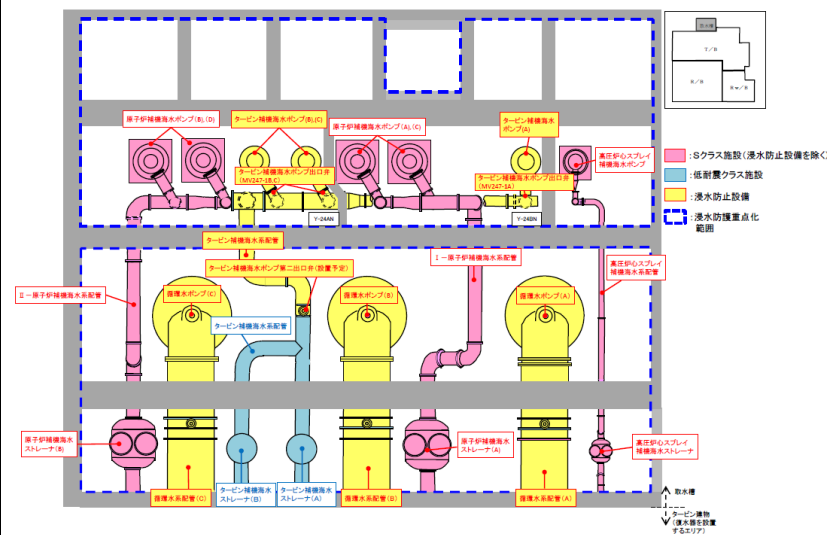 取水槽
T／B
R／B
Rw／B
原子炉補機海水ポンプ(B),(D)
タービン補機海水ポンプ(B),(C)
原子炉補機海水ポンプ(A),(C)
タービン補機海水
ポンプ(A)
高圧炉心スプレイ
補機海水ポンプ
：Sクラス施設(浸水防止設備を除く)
：低耐震クラス施設
：浸水防止設備
：浸水防護重点化
範囲
タービン補機海水ポンプ出口弁
(MV247-1B,C)
タービン補機海水ポンプ出口弁
(MV247-1A)
Y-24AN
Y-24BN
タービン補機海水系配管
タービン補機海水ポンプ第二出口弁(設置予定)
Ⅰ－原子炉補機海水系配管
高圧炉心スプレイ
補機海水系配管
Ⅱ－原子炉補機海水系配管
循環水ポンプ(C)
循環水ポンプ(B)
循環水ポンプ(A)
タービン補機海水系配管
原子炉補機海水
ストレーナ(B)
原子炉補機海水
ストレーナ(A)
高圧炉心スプレイ
補機海水ストレーナ
循環水系配管(C)
タービン補機海水
ストレーナ(B)
タービン補機海水
ストレーナ(A)
循環水系配管(B)
循環水系配管(A)
取水槽
タービン建物
(復水器を設置
するエリア)